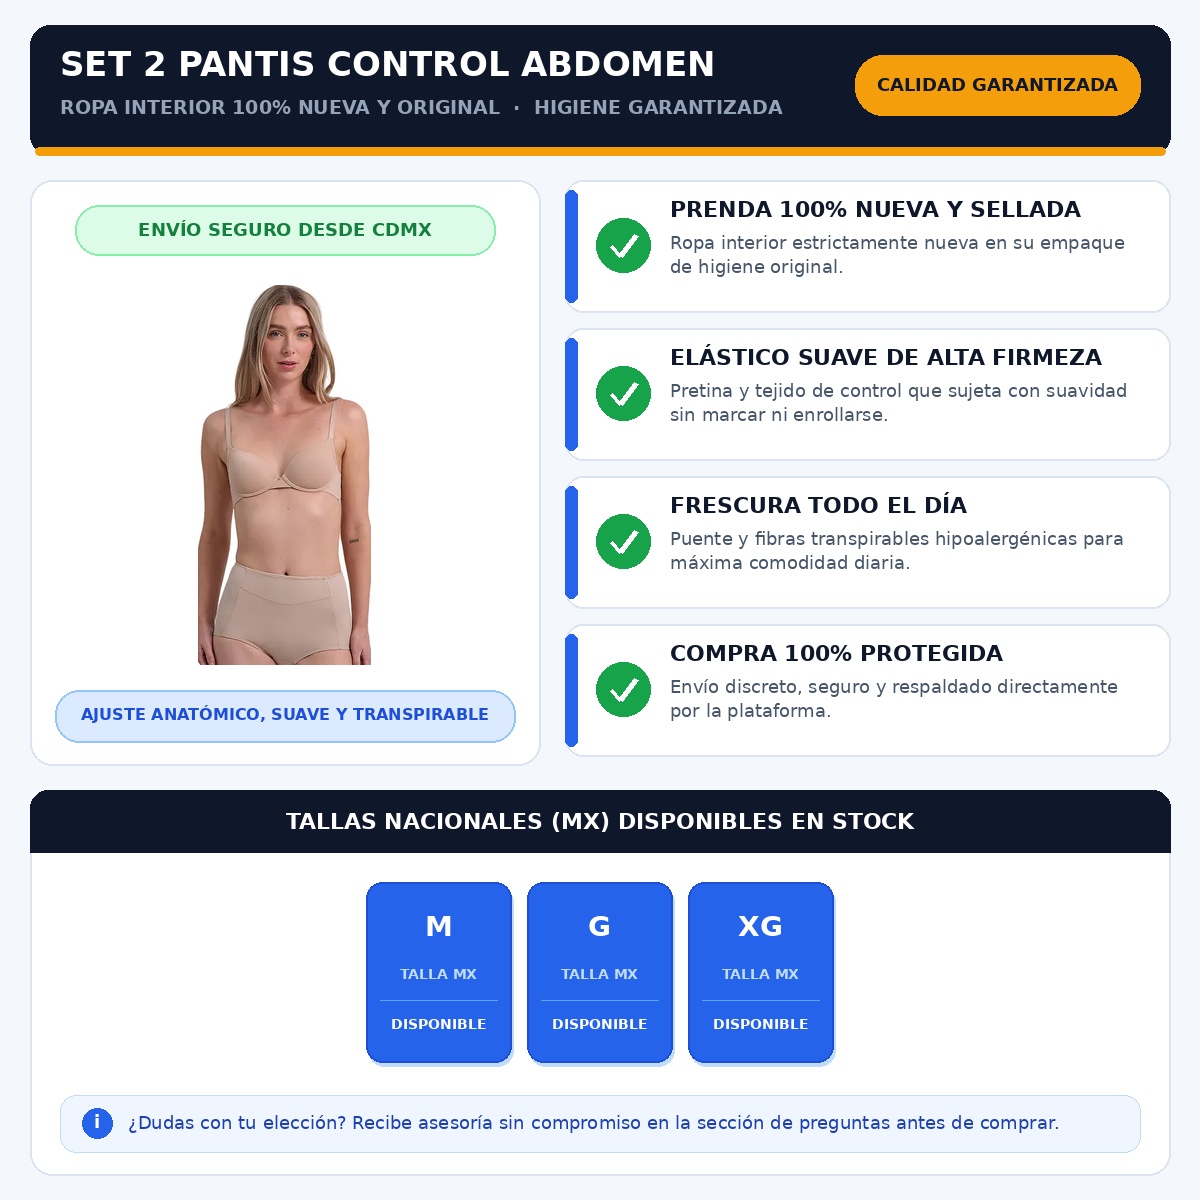 SET 2 PANTIS CONTROL ABDOMEN
ROPA INTERIOR 100% NUEVA Y ORIGINAL · HIGIENE GARANTIZADA
CALIDAD GARANTIZADA
ENVÍO SEGURO DESDE CDMX
AJUSTE ANATÓMICO, SUAVE Y TRANSPIRABLE
PRENDA 100% NUEVA Y SELLADA
Ropa interior estrictamente nueva en su empaque
de higiene original.
ELÁSTICO SUAVE DE ALTA FIRMEZA
Pretina y tejido de control que sujeta con suavidad
sin marcar ni enrollarse.
FRESCURA TODO EL DÍA
Puente y fibras transpirables hipoalergénicas para
máxima comodidad diaria.
COMPRA 100% PROTEGIDA
Envío discreto, seguro y respaldado directamente
por la plataforma.
TALLAS NACIONALES (MX) DISPONIBLES EN STOCK
M
TALLA MX
DISPONIBLE
G
TALLA MX
DISPONIBLE
XG
TALLA MX
DISPONIBLE
i
¿Dudas con tu elección? Recibe asesoría sin compromiso en la sección de preguntas antes de comprar.